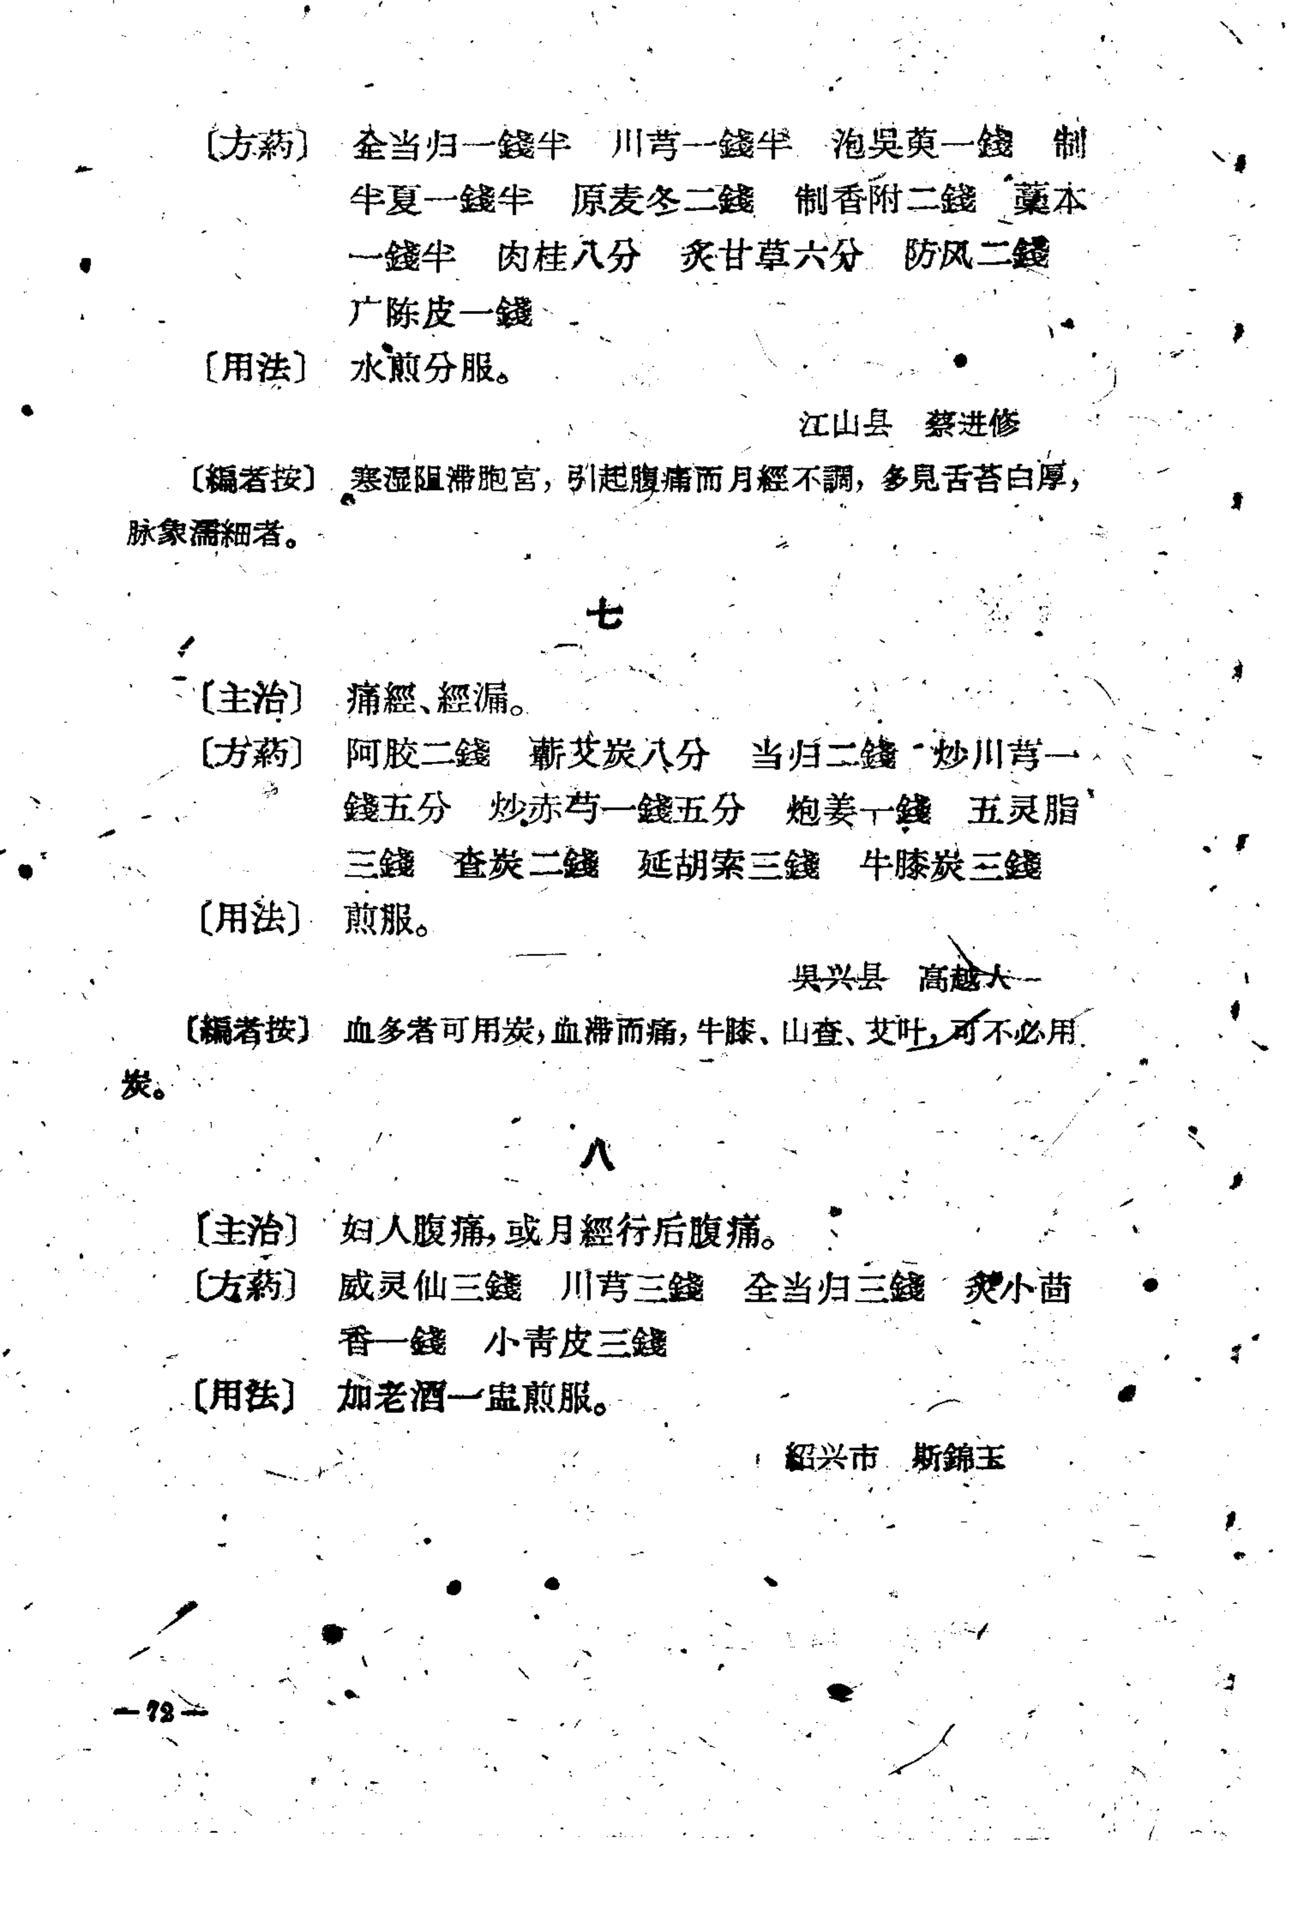 〔方葯〕 全当归一錢半 川芎一錢半 泡吳萸一錢 制
半夏一錢半 原麦冬二錢 制香附二錢 藁本
一錢半 肉桂八分 炙甘草六分 防风二錢
广陈皮一錢
〔用法〕 水煎分服。
江山县 蔡进修
〔編者按〕 寒湿阻滞胞宮，引起腹痛而月經不調，多見舌苔白厚，
脉象濡細者。
七
〔主治〕 痛經、經漏。
〔方葯〕 阿胶二錢 蘄艾炭八分 当归二錢 炒川芎一
錢五分 炒赤芍一錢五分 炮姜一錢 五灵脂
三錢 查炭二錢 延胡索三錢 牛膝炭三錢
〔用法〕 煎服。
吳兴县 高越人
〔編者按〕 血多者可用炭，血滞而痛，牛膝、山查、艾叶，可不必用
炭。
八
〔主治〕 妇人腹痛，或月經行后腹痛。
〔方葯〕 威灵仙三錢 川芎三錢 全当归三錢 炙小茴
香一錢 小青皮三錢
〔用法〕 加老酒一盅煎服。
紹兴市 斯錦玉
—72—